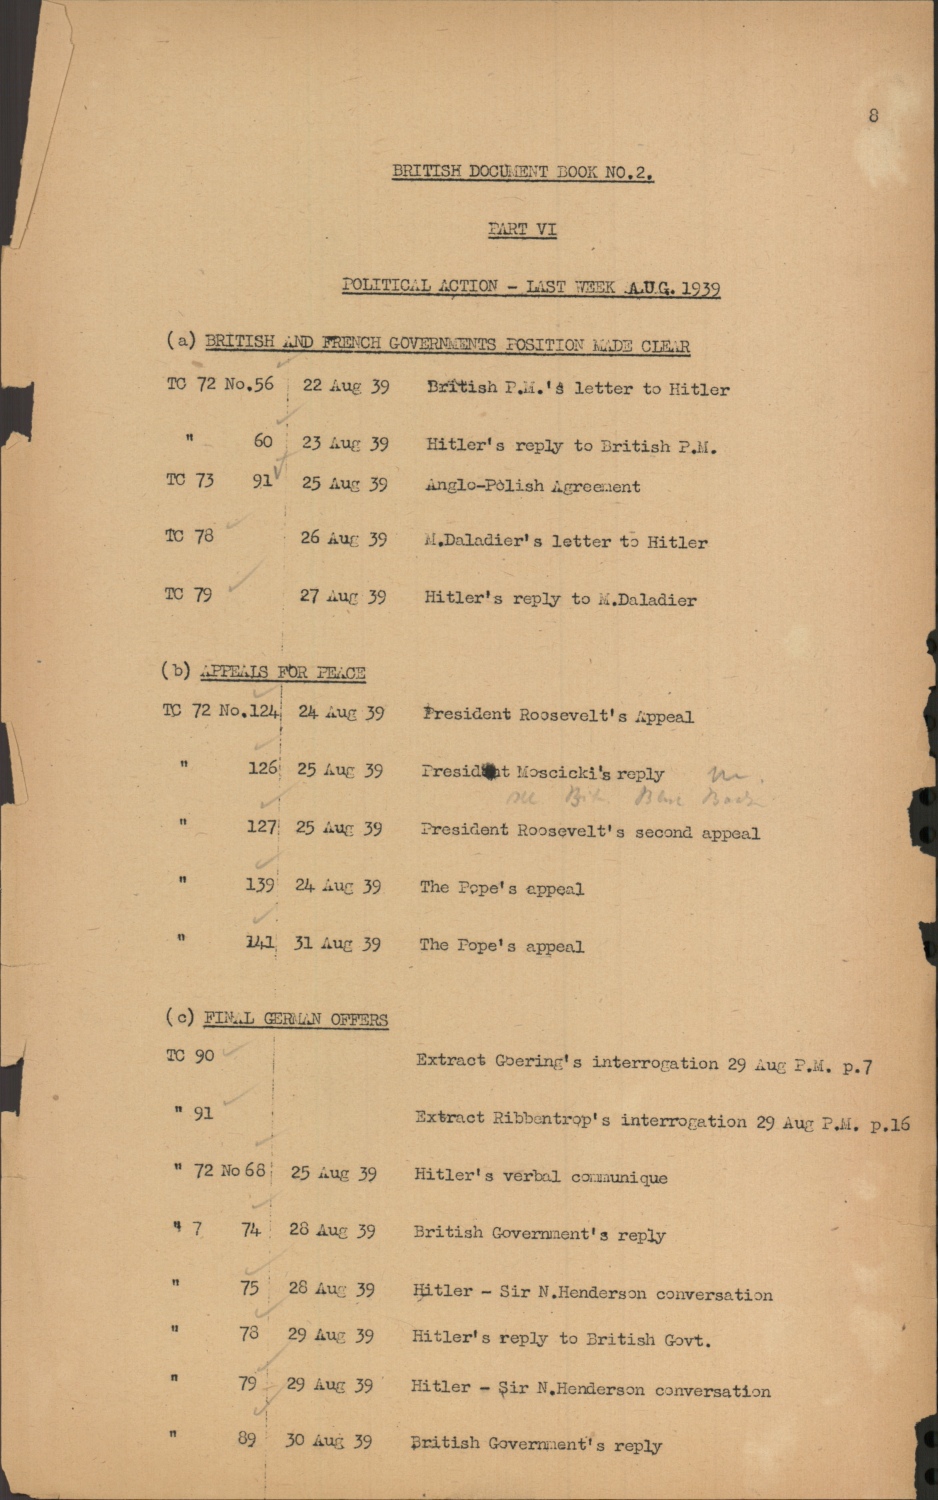 8
BRITISH DOCUMENT BOOK NO.2.
PART VI
POLITICAL ACTION - LAST WEEK AUG. 1939
(a) BRITISH AND FRENCH GOVERNMENTS POSITION MADE CLEAR
TC 72 No.56 22 Aug 39 British P.M.'s letter to Hitler
" 60 23 Aug 39 Hitler's reply to British P.M.
TC 73 91 25 Aug 39 Anglo-Polish Agreement
TC 78 26 Aug 39 M.Daladier's letter to Hitler
TC 79 27 Aug 39 Hitler's reply to M.Daladier
(b) APPEALS FOR PEACE
TC 72 No.124 24 Aug 39 President Roosevelt's Appeal
" 126 25 Aug 39 President Moscicki's reply
Blue Book
" 127 25 Aug 39 President Roosevelt's second appeal
" 139 24 Aug 39 The Pope's appeal
" 141 31 Aug 39 The Pope's appeal
(c) FINAL GERMAN OFFERS
TC 90 Extract Goering's interrogation 29 Aug P.M. p.7
" 91 Extract Ribbentrop's interrogation 29 Aug P.M. p.16
" 72 No 68 25 Aug 39 Hitler's verbal communique
" 7 74 28 Aug 39 British Government's reply
" 75 28 Aug 39 Hitler - Sir N.Henderson conversation
" 78 29 Aug 39 Hitler's reply to British Govt.
" 79 29 Aug 39 Hitler - Sir N.Henderson conversation
" 89 30 Aug 39 British Government's reply